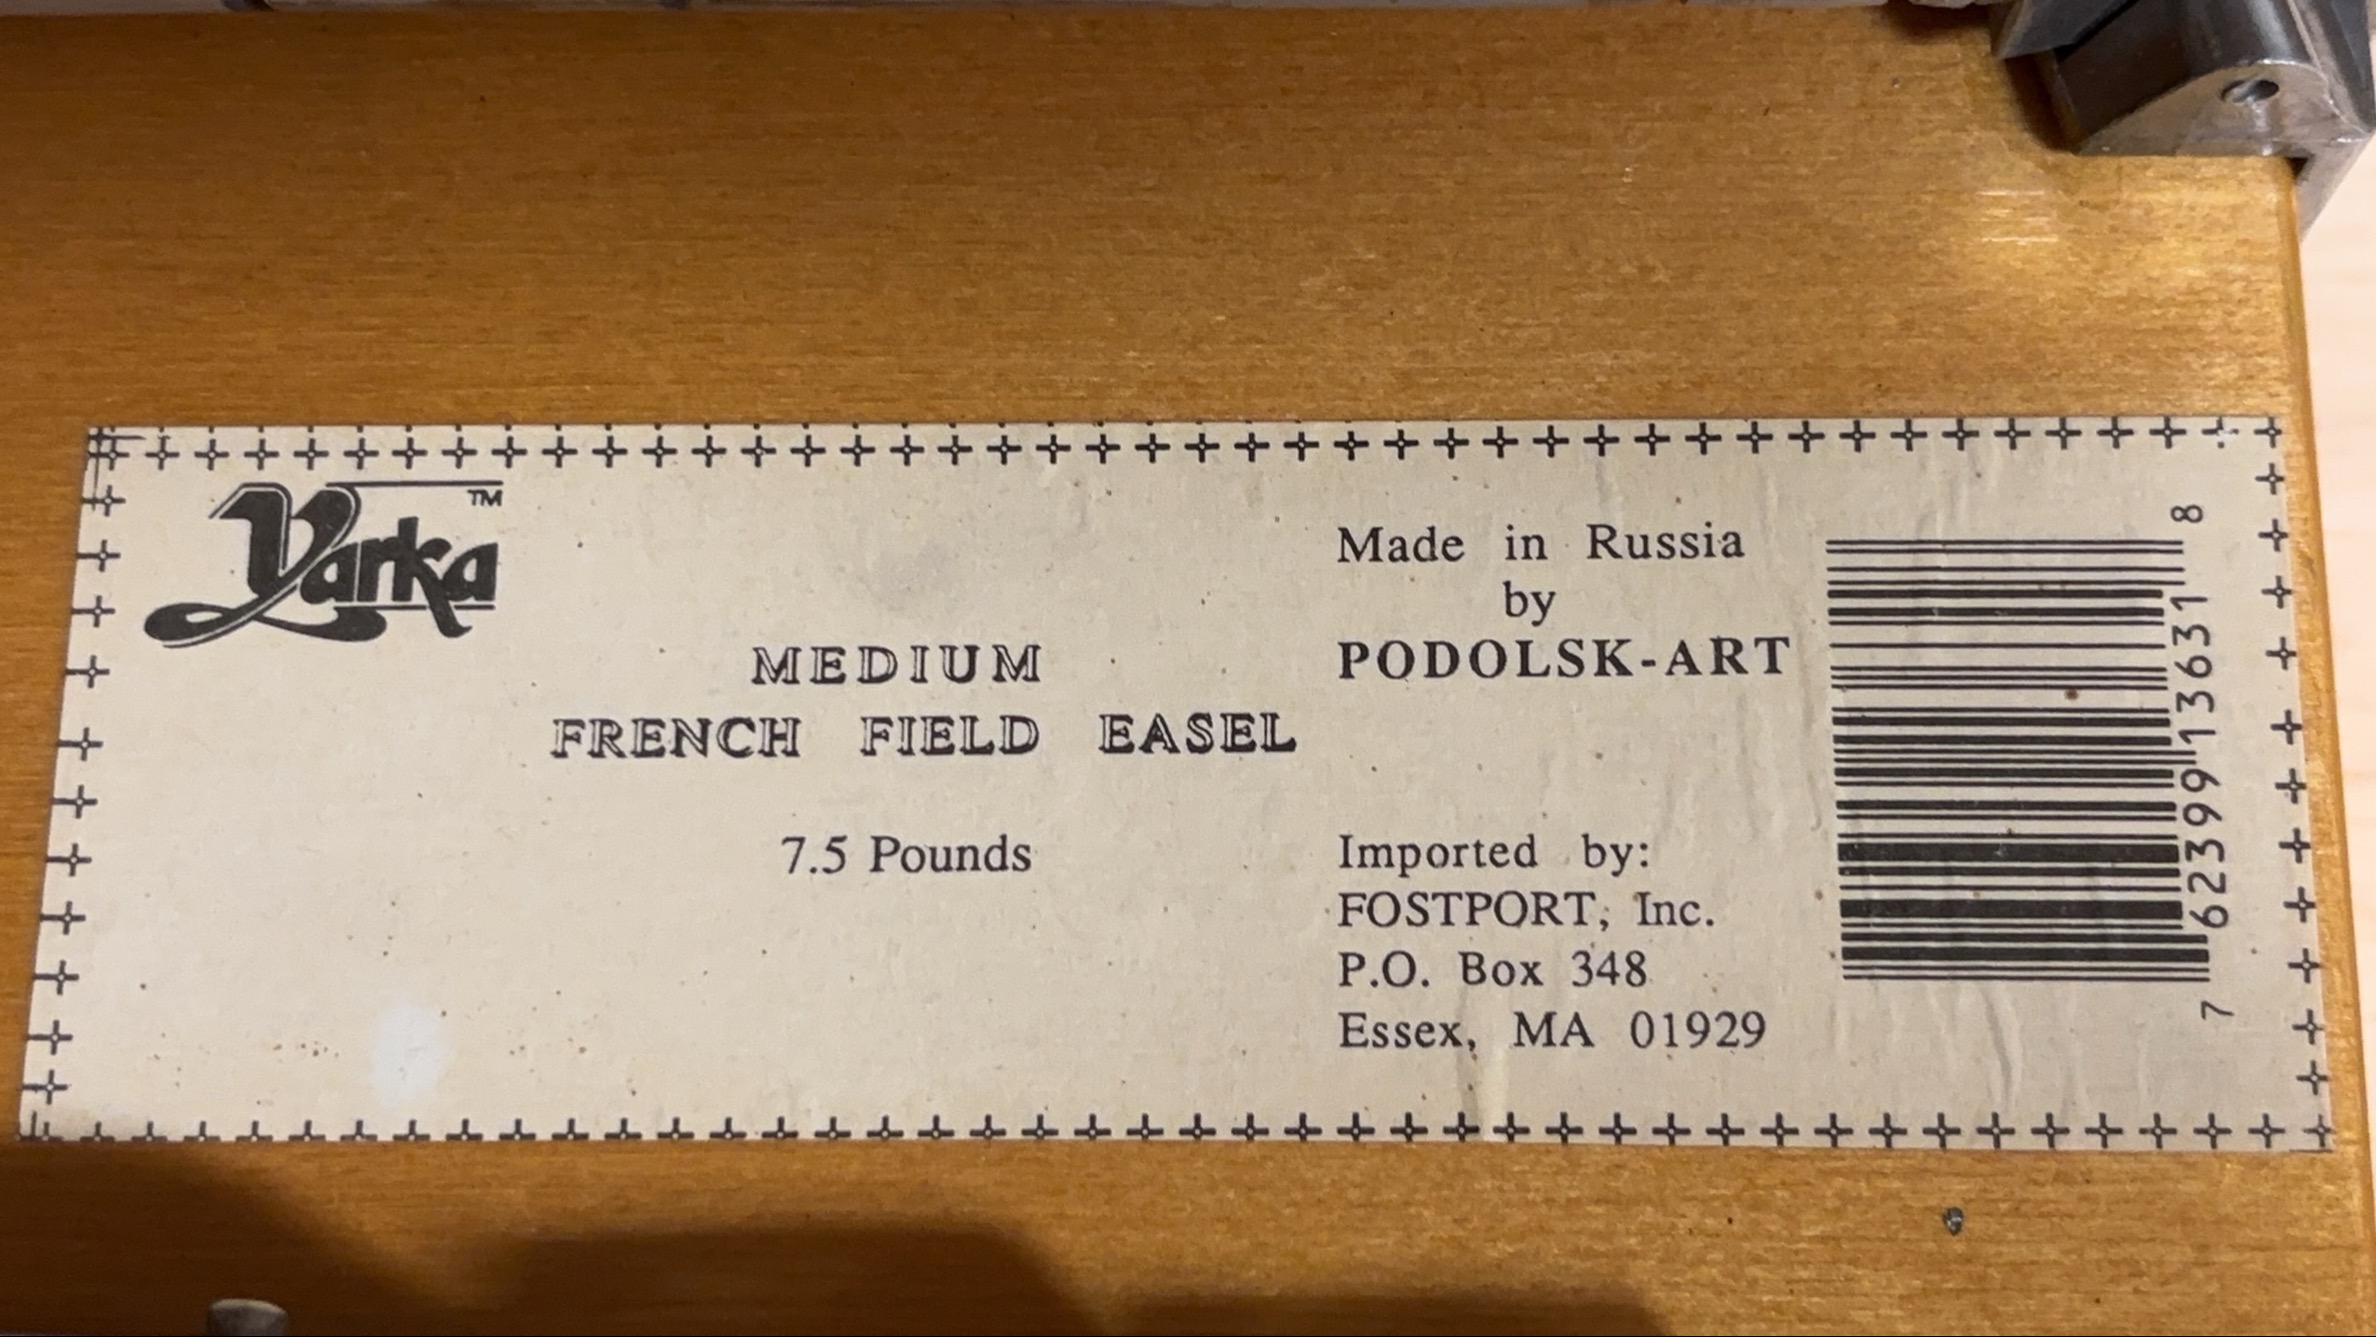 Yarka™
MEDIUM
FRENCH FIELD EASEL
7.5 Pounds
Made in Russia
by
PODOLSK-ART
Imported by:
FOSTPORT, Inc.
P.O. Box 348
Essex, MA 01929
7 62399 13631 8